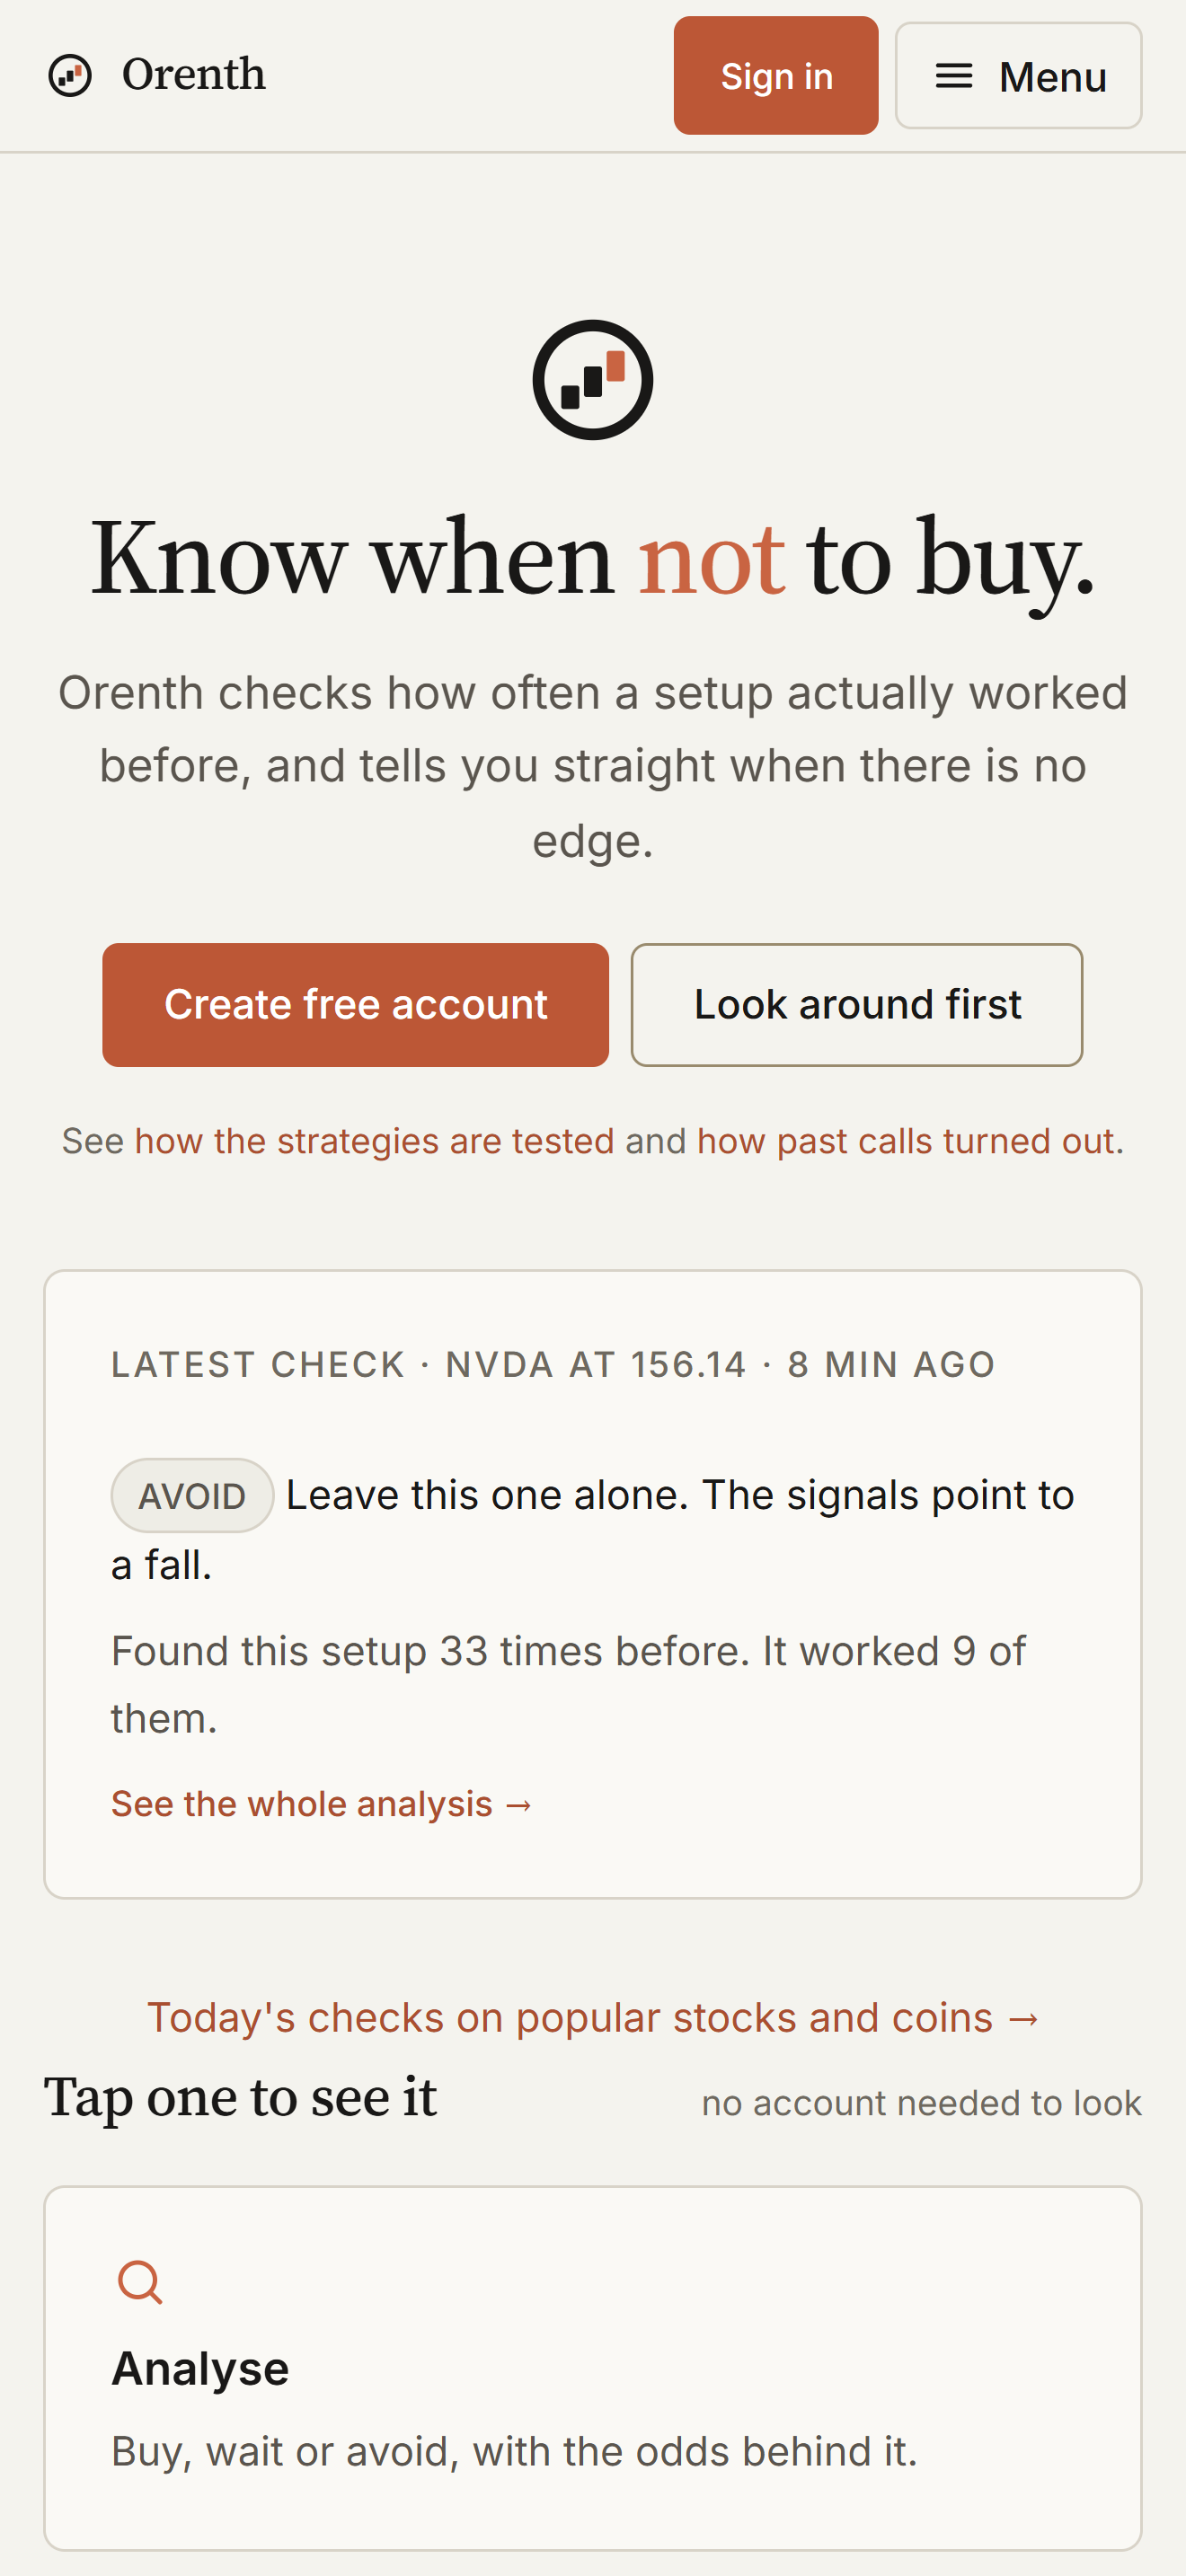 Orenth
Sign in
Menu
Know when not to buy.
Orenth checks how often a setup actually worked
before, and tells you straight when there is no
edge.
Create free account
Look around first
See how the strategies are tested and how past calls turned out.
LATEST CHECK · NVDA AT 156.14 · 8 MIN AGO
AVOID Leave this one alone. The signals point to
a fall.
Found this setup 33 times before. It worked 9 of
them.
See the whole analysis →
Today's checks on popular stocks and coins →
Tap one to see it
no account needed to look
Analyse
Buy, wait or avoid, with the odds behind it.